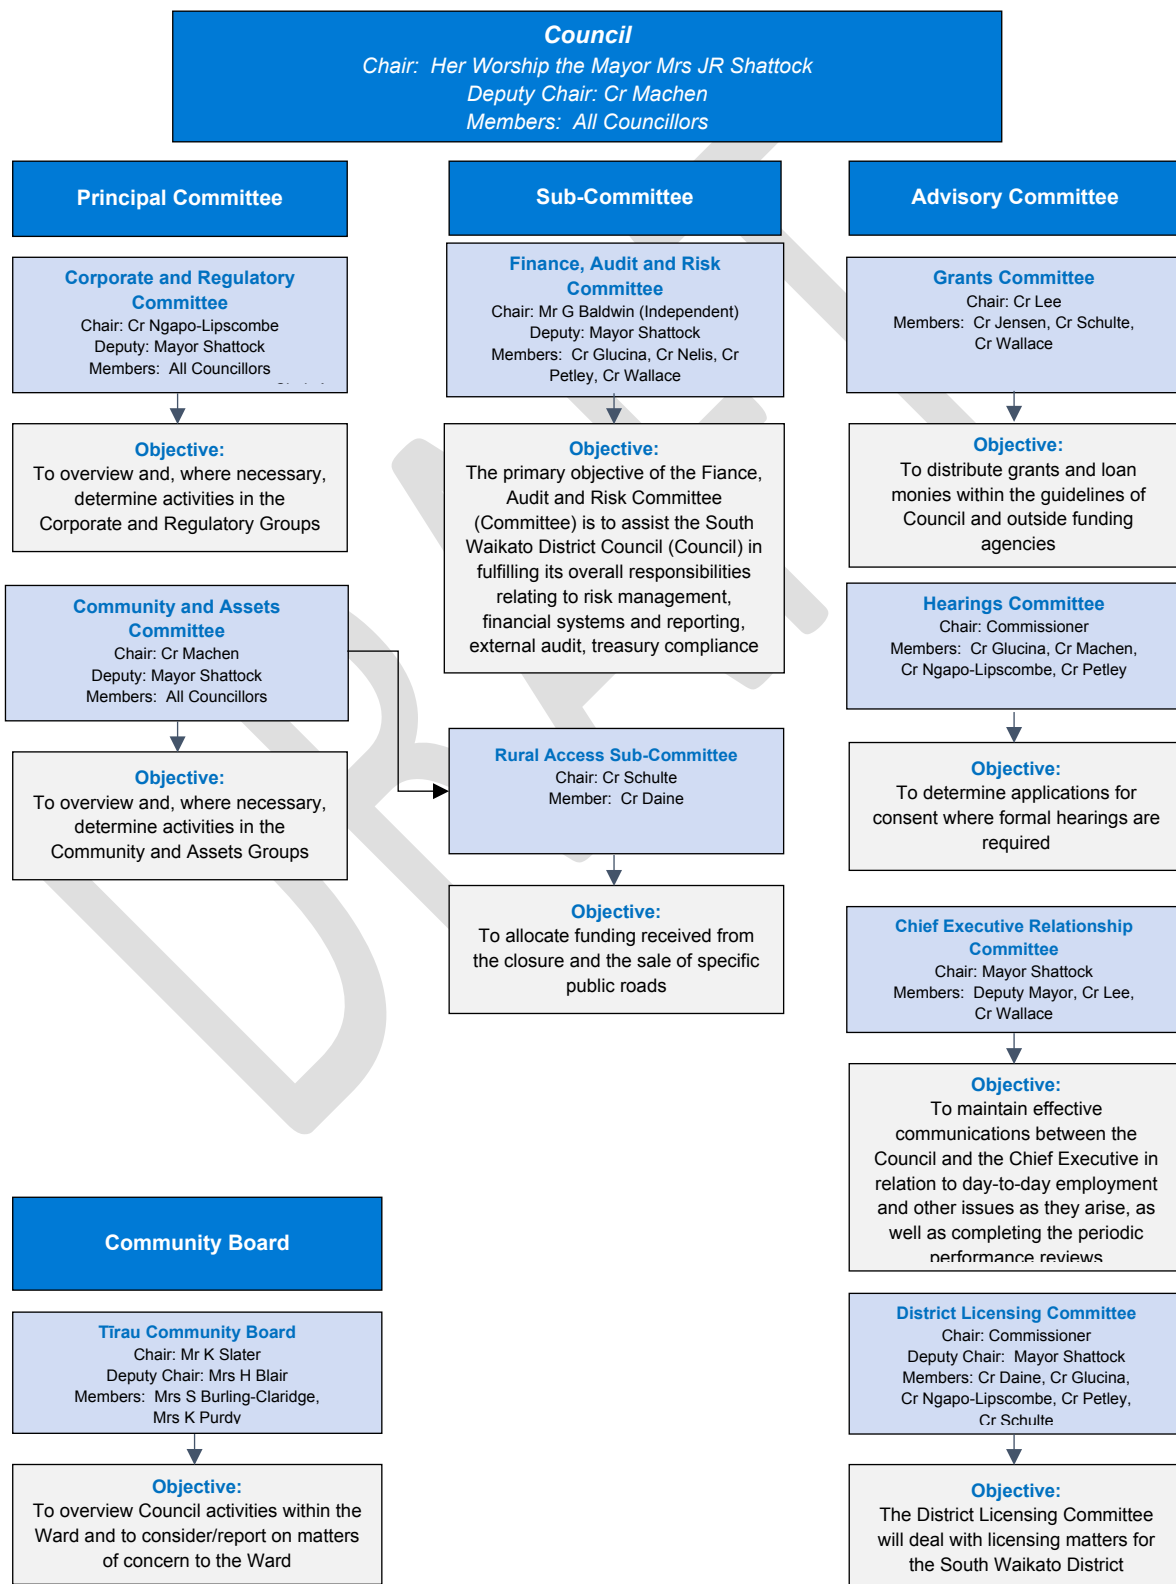 Council
Chair: Her Worship the Mayor Mrs JR Shattock
Deputy Chair: Cr Machen
Members: All Councillors
Principal Committee
Corporate and Regulatory
Committee
Chair: Cr Ngapo-Lipscombe
Deputy: Mayor Shattock
Members: All Councillors
Objective:
To overview and, where necessary,
determine activities in the
Corporate and Regulatory Groups
Community and Assets
Committee
Chair: Cr Machen
Deputy: Mayor Shattock
Members: All Councillors
Objective:
To overview and, where necessary,
determine activities in the
Community and Assets Groups
Sub-Committee
Finance, Audit and Risk
Committee
Chair: Mr G Baldwin (Independent)
Deputy: Mayor Shattock
Members: Cr Glucina, Cr Nelis, Cr
Petley, Cr Wallace
Objective:
The primary objective of the Fiance,
Audit and Risk Committee
(Committee) is to assist the South
Waikato District Council (Council) in
fulfilling its overall responsibilities
relating to risk management,
financial systems and reporting,
external audit, treasury compliance
Rural Access Sub-Committee
Chair: Cr Schulte
Member: Cr Daine
Objective:
To allocate funding received from
the closure and the sale of specific
public roads
Advisory Committee
Grants Committee
Chair: Cr Lee
Members: Cr Jensen, Cr Schulte,
Cr Wallace
Objective:
To distribute grants and loan
monies within the guidelines of
Council and outside funding
agencies
Hearings Committee
Chair: Commissioner
Members: Cr Glucina, Cr Machen,
Cr Ngapo-Lipscombe, Cr Petley
Objective:
To determine applications for
consent where formal hearings are
required
Chief Executive Relationship
Committee
Chair: Mayor Shattock
Members: Deputy Mayor, Cr Lee,
Cr Wallace
Objective:
To maintain effective
communications between the
Council and the Chief Executive in
relation to day-to-day employment
and other issues as they arise, as
well as completing the periodic
performance reviews
District Licensing Committee
Chair: Commissioner
Deputy Chair: Mayor Shattock
Members: Cr Daine, Cr Glucina,
Cr Ngapo-Lipscombe, Cr Petley,
Cr Schulte
Objective:
The District Licensing Committee
will deal with licensing matters for
the South Waikato District
Community Board
Tīrau Community Board
Chair: Mr K Slater
Deputy Chair: Mrs H Blair
Members: Mrs S Burling-Claridge,
Mrs K Purdy
Objective:
To overview Council activities within the
Ward and to consider/report on matters
of concern to the Ward
DRAFT